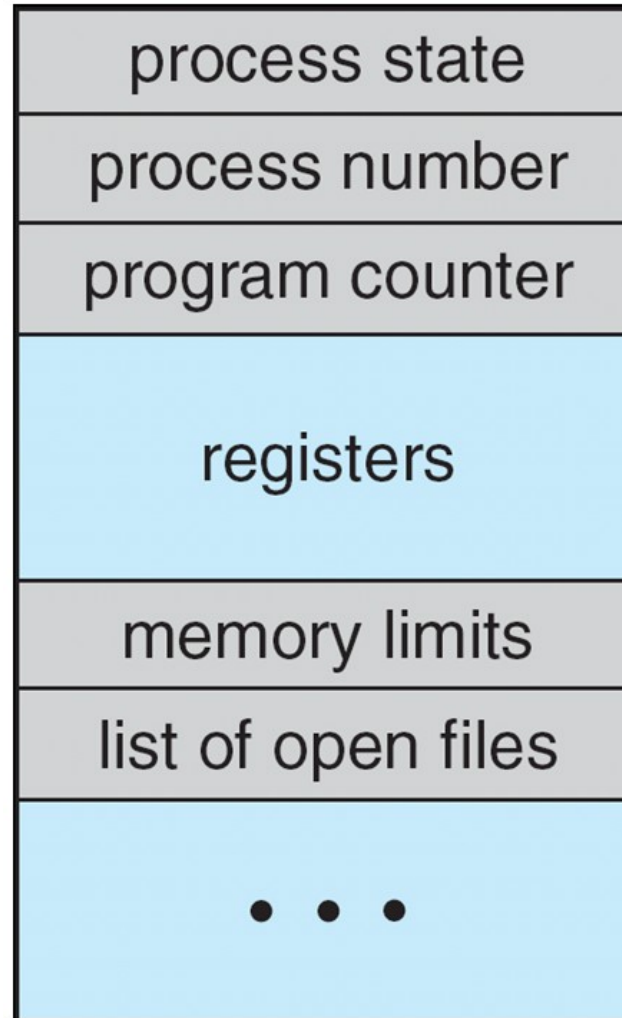 process state
process number
program counter
registers
memory limits
list of open files
• • •